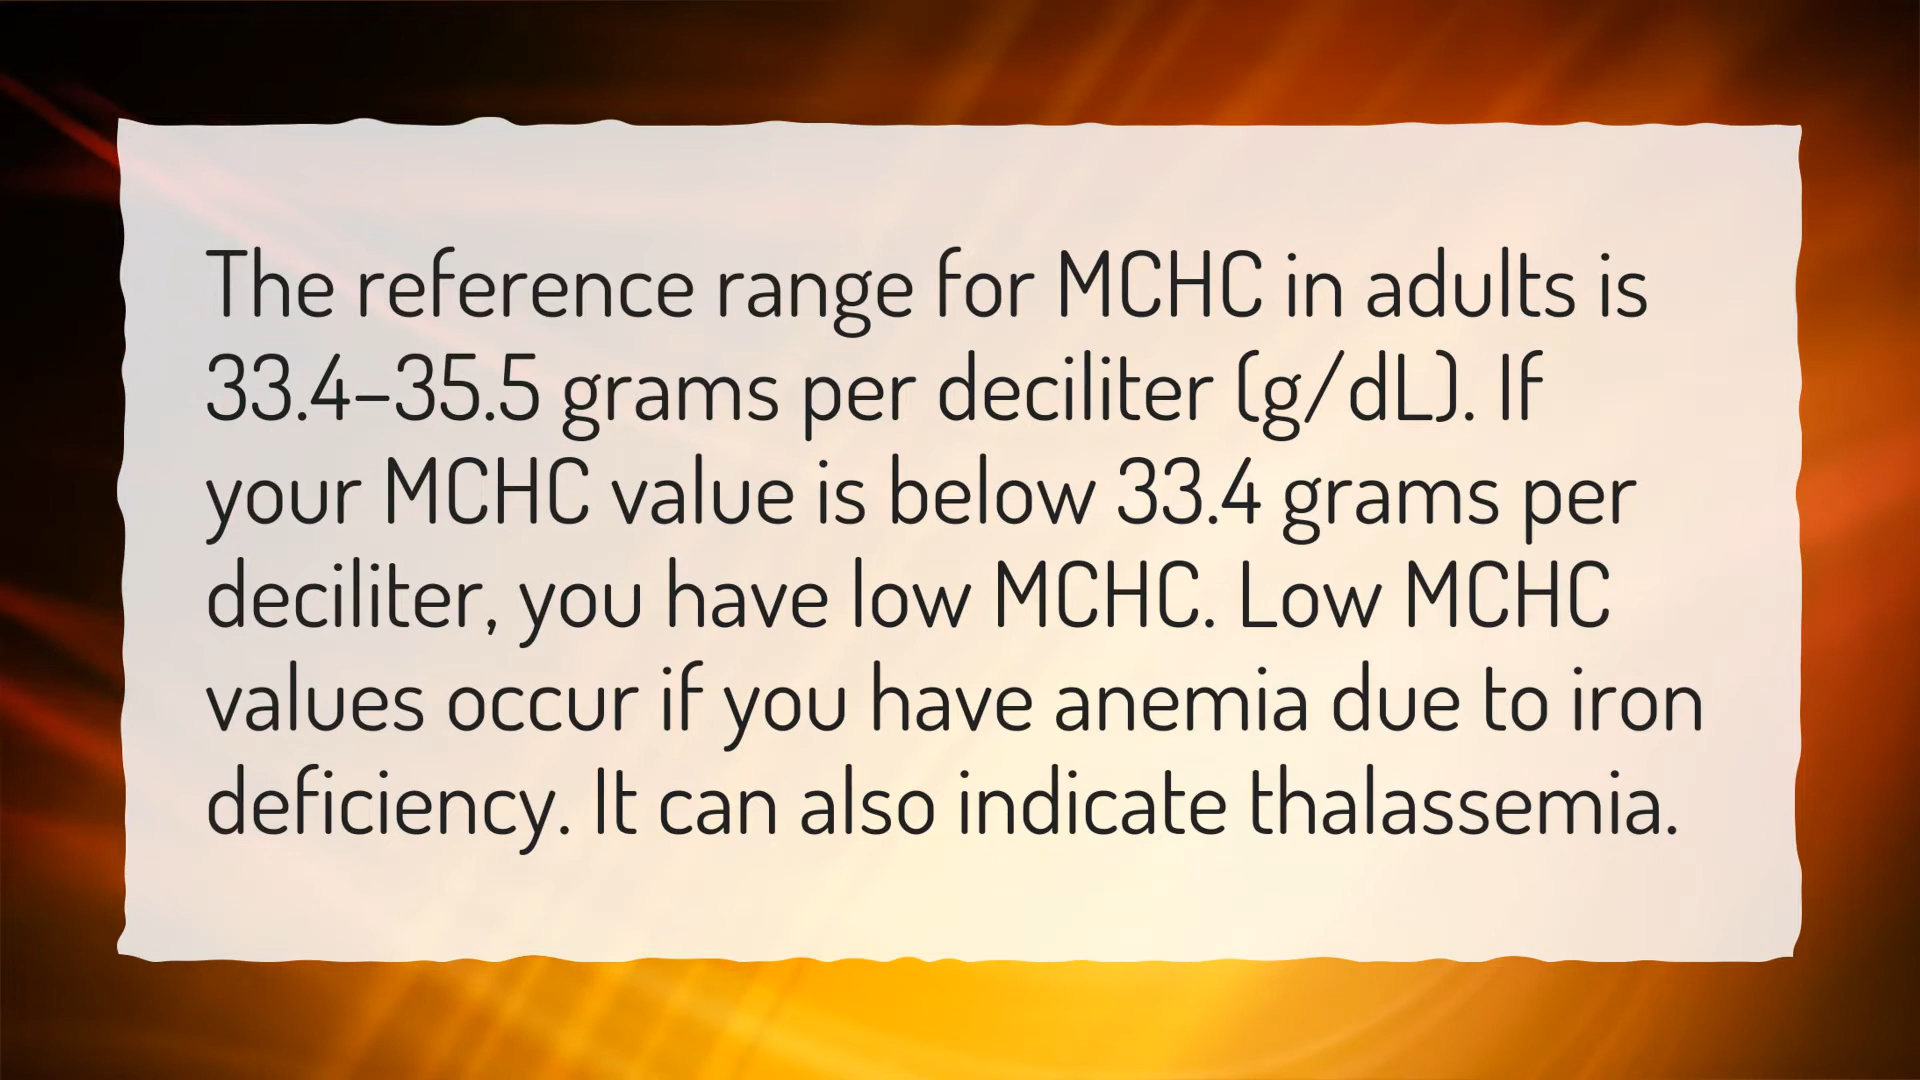 The reference range for MCHC in adults is
33.4–35.5 grams per deciliter (g/dL). If
your MCHC value is below 33.4 grams per
deciliter, you have low MCHC. Low MCHC
values occur if you have anemia due to iron
deficiency. It can also indicate thalassemia.